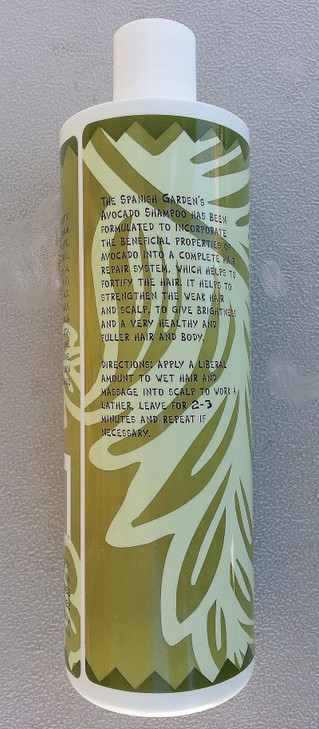 The Spanish Garden's
Avocado Shampoo has been
formulated to incorporate
the beneficial properties of
avocado into a complete hair
repair system, which helps to
fortify the hair. It helps to
strengthen the weak hair
and scalp, to give brightness
and a very healthy and
fuller hair and body.
Directions: Apply a liberal
amount to wet hair and
massage into scalp to work a
lather. Leave for 2-3
minutes and repeat if
necessary.